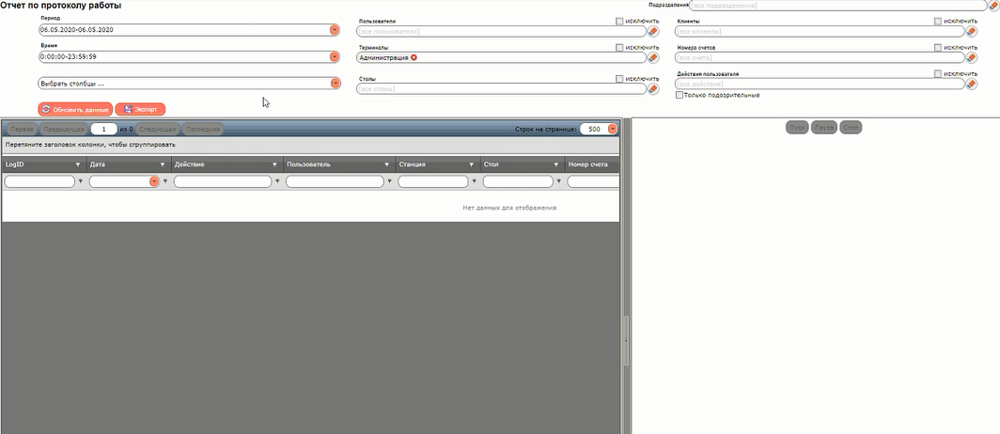 Отчет по протоколу работы
Подразделения
[все подразделения]
Период
06.05.2020-06.05.2020
Время
0:00:00-23:59:59
Выбрать столбцы ...
Обновить данные
Экспорт
Пользователи
исключить
[все пользователи]
Терминалы
исключить
Администрация
Столы
исключить
[все столы]
Клиенты
исключить
[все клиенты]
Номера счетов
исключить
[все счета]
Действия пользователя
исключить
[все действия]
Только подозрительные
Первая Предыдущая 1 из 0 Следующая Последняя Строк на странице: 500
Перетяните заголовок колонки, чтобы сгруппировать
LogID Дата Действие Пользователь Станция Стол Номер счета
Нет данных для отображения
Пуск Пауза Стоп